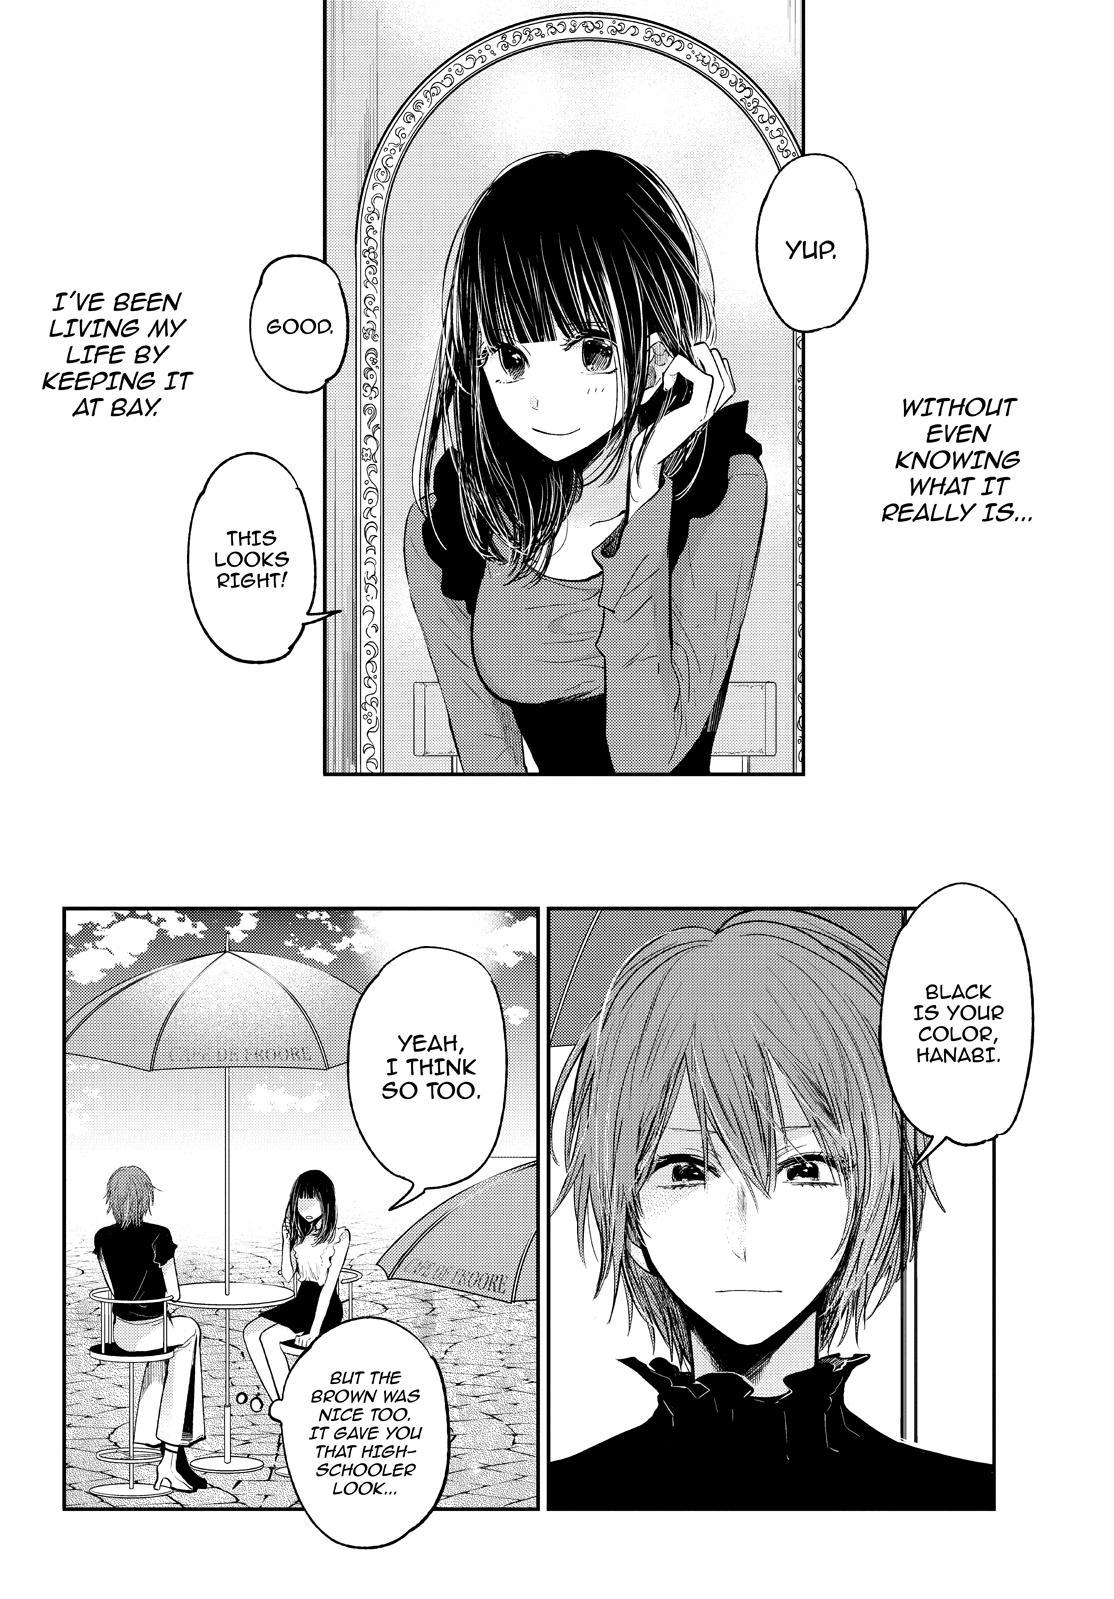 YUP.
WITHOUT
EVEN
KNOWING
WHAT IT
REALLY IS...
GOOD.
I'VE BEEN
LIVING MY
LIFE BY
KEEPING IT
AT BAY.
THIS
LOOKS
RIGHT!
BLACK
IS YOUR
COLOR,
HANABI.
YEAH,
I THINK
SO TOO.
BUT THE
BROWN WAS
NICE TOO.
IT GAVE YOU
THAT HIGH-
SCHOOLER
LOOK...